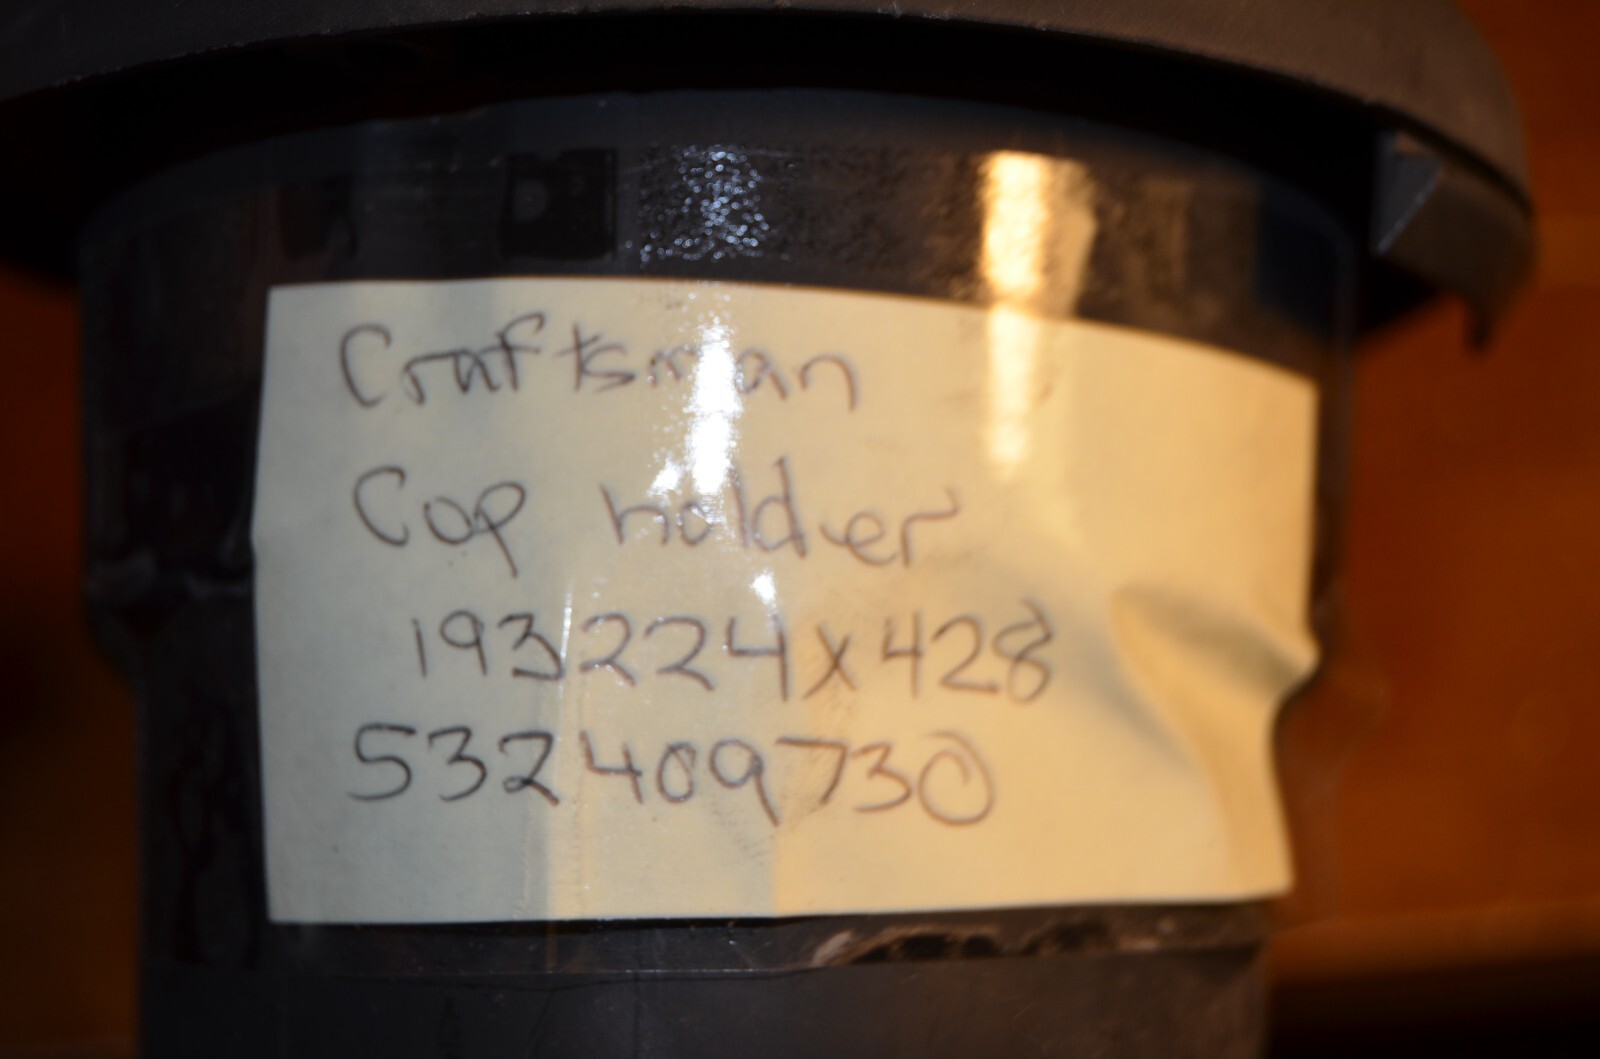 Craftsman
Cup holder
193224x428
532409730